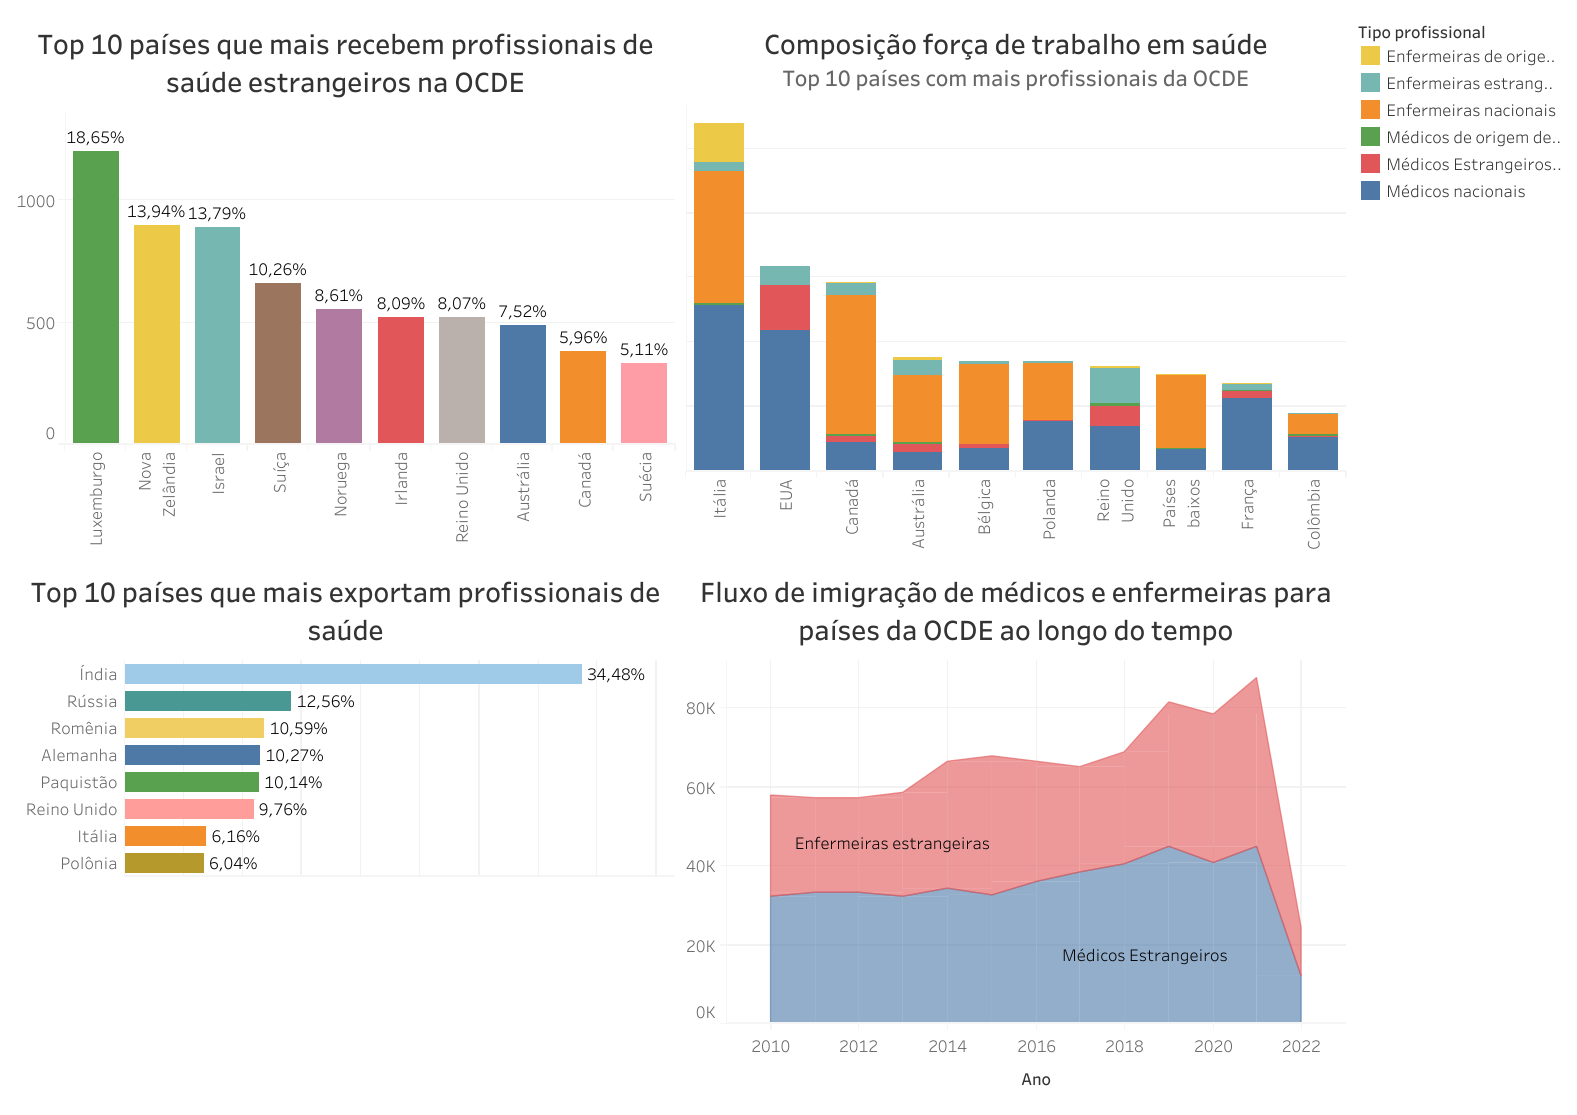 Top 10 países que mais recebem profissionais de
saúde estrangeiros na OCDE
18,65%
13,94%
13,79%
10,26%
8,61%
8,09%
8,07%
7,52%
5,96%
5,11%
1000
500
0
Luxemburgo
Nova
Zelândia
Israel
Suíça
Noruega
Irlanda
Reino Unido
Austrália
Canadá
Suécia
Composição força de trabalho em saúde
Top 10 países com mais profissionais da OCDE
Itália
EUA
Canadá
Austrália
Bélgica
Polanda
Reino
Unido
Países
baixos
França
Colômbia
Tipo profissional
Enfermeiras de orige..
Enfermeiras estrang..
Enfermeiras nacionais
Médicos de origem de..
Médicos Estrangeiros..
Médicos nacionais
Top 10 países que mais exportam profissionais de
saúde
Índia 34,48%
Rússia 12,56%
Romênia 10,59%
Alemanha 10,27%
Paquistão 10,14%
Reino Unido 9,76%
Itália 6,16%
Polônia 6,04%
Fluxo de imigração de médicos e enfermeiras para
países da OCDE ao longo do tempo
80K
60K
40K
20K
0K
Enfermeiras estrangeiras
Médicos Estrangeiros
2010 2012 2014 2016 2018 2020 2022
Ano